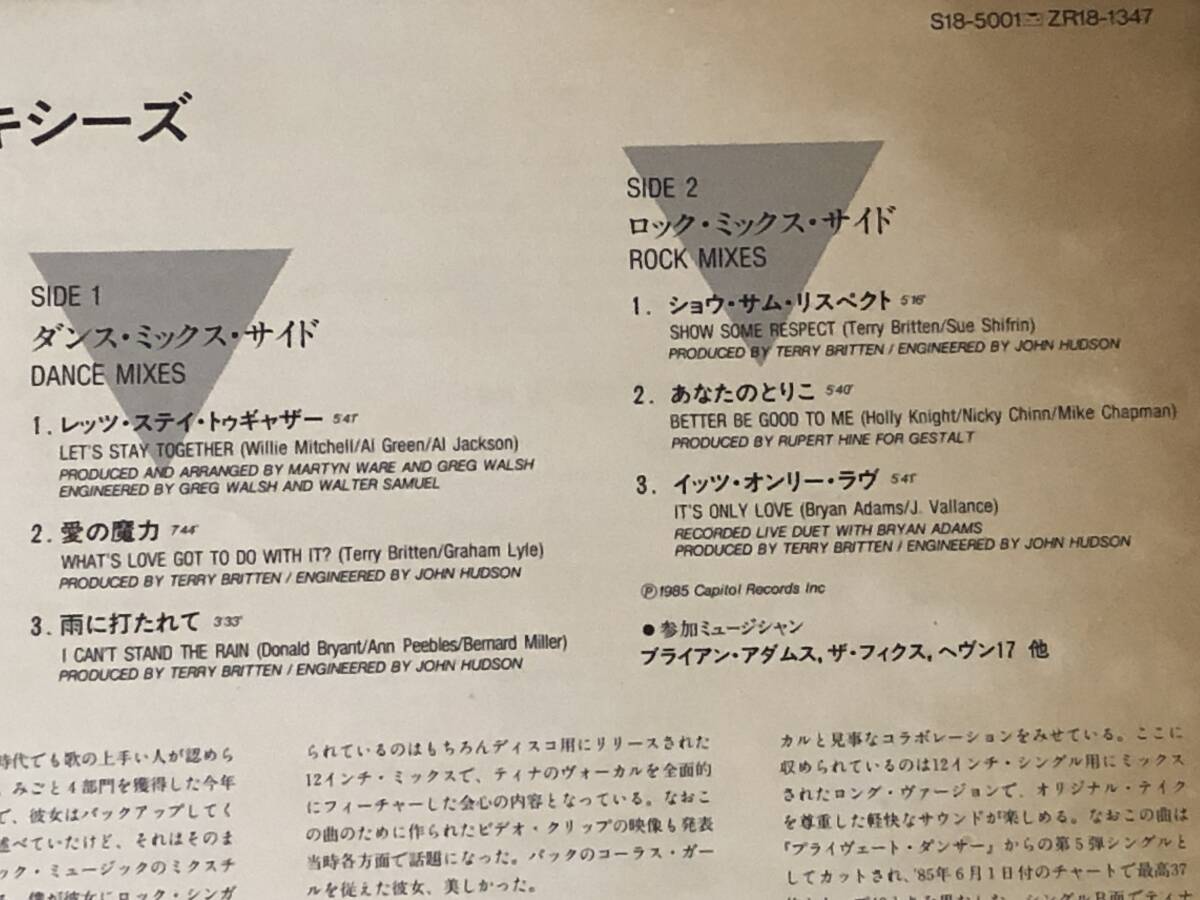 S18-5001 ZR18-1347
キシーズ
SIDE 1
ダンス・ミックス・サイド
DANCE MIXES
1. レッツ・ステイ・トゥギャザー 5'41"
LET'S STAY TOGETHER (Willie Mitchell/Al Green/Al Jackson)
PRODUCED AND ARRANGED BY MARTYN WARE AND GREG WALSH
ENGINEERED BY GREG WALSH AND WALTER SAMUEL
2. 愛の魔力 7'44"
WHAT'S LOVE GOT TO DO WITH IT? (Terry Britten/Graham Lyle)
PRODUCED BY TERRY BRITTEN / ENGINEERED BY JOHN HUDSON
3. 雨に打たれて 3'33"
I CAN'T STAND THE RAIN (Donald Bryant/Ann Peebles/Bernard Miller)
PRODUCED BY TERRY BRITTEN / ENGINEERED BY JOHN HUDSON
SIDE 2
ロック・ミックス・サイド
ROCK MIXES
1. ショウ・サム・リスペクト 5'16"
SHOW SOME RESPECT (Terry Britten/Sue Shifrin)
PRODUCED BY TERRY BRITTEN / ENGINEERED BY JOHN HUDSON
2. あなたのとりこ 5'40"
BETTER BE GOOD TO ME (Holly Knight/Nicky Chinn/Mike Chapman)
PRODUCED BY RUPERT HINE FOR GESTALT
3. イッツ・オンリー・ラヴ 5'41"
IT'S ONLY LOVE (Bryan Adams/J. Vallance)
RECORDED LIVE DUET WITH BRYAN ADAMS
PRODUCED BY TERRY BRITTEN / ENGINEERED BY JOHN HUDSON
Ⓟ1985 Capitol Records Inc
●参加ミュージシャン
ブライアン・アダムス, ザ・フィクス, ヘヴン17 他
時代でも歌の上手い人が認めら
、みごと4部門を獲得した今年
で、彼女はバックアップしてく
述べていたけど、それはそのま
ック・ミュージックのミクスチ
、僕が彼女にロック・シンガ
られているのはもちろんディスコ用にリリースされた
12インチ・ミックスで、ティナのヴォーカルを全面的
にフィーチャーした会心の内容となっている。なおこ
の曲のために作られたビデオ・クリップの映像も発表
当時各方面で話題になった。バックのコーラス・ガー
ルを従えた彼女、美しかった。
カルと見事なコラボレーションをみせている。ここに
収められているのは12インチ・シングル用にミックス
されたロング・ヴァージョンで、オリジナル・テイク
を尊重した軽快なサウンドが楽しめる。なおこの曲は
『プライヴェート・ダンサー』からの第5弾シングルと
してカットされ、'85年6月1日付のチャートで最高37